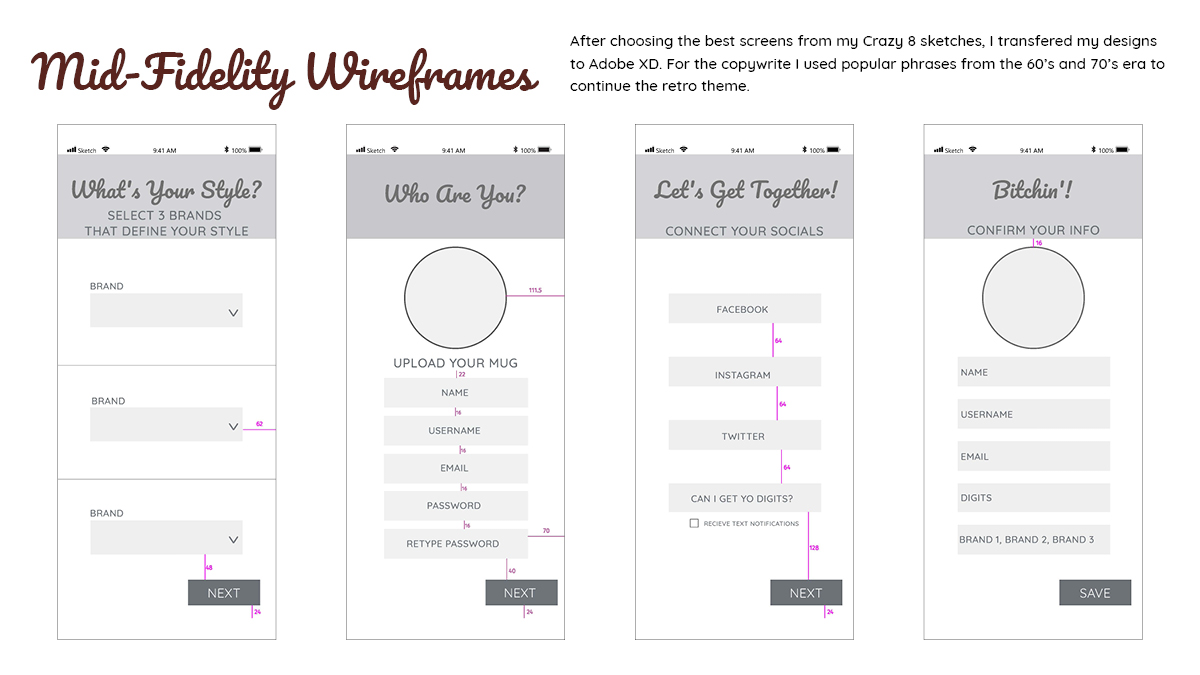 Mid-Fidelity Wireframes
After choosing the best screens from my Crazy 8 sketches, I transfered my designs
to Adobe XD. For the copywrite I used popular phrases from the 60's and 70's era to
continue the retro theme.
Sketch 9:41 AM 100%
What's Your Style?
SELECT 3 BRANDS
THAT DEFINE YOUR STYLE
BRAND
BRAND
62
BRAND
48
NEXT
24
Sketch 9:41 AM 100%
Who Are You?
111.5
UPLOAD YOUR MUG
22
NAME
16
USERNAME
16
EMAIL
16
PASSWORD
16
70
RETYPE PASSWORD
40
NEXT
24
Sketch 9:41 AM 100%
Let's Get Together!
CONNECT YOUR SOCIALS
FACEBOOK
64
INSTAGRAM
64
TWITTER
64
CAN I GET YO DIGITS?
RECIEVE TEXT NOTIFICATIONS
128
NEXT
24
Sketch 9:41 AM 100%
Bitchin'!
CONFIRM YOUR INFO
16
NAME
USERNAME
EMAIL
DIGITS
BRAND 1, BRAND 2, BRAND 3
SAVE